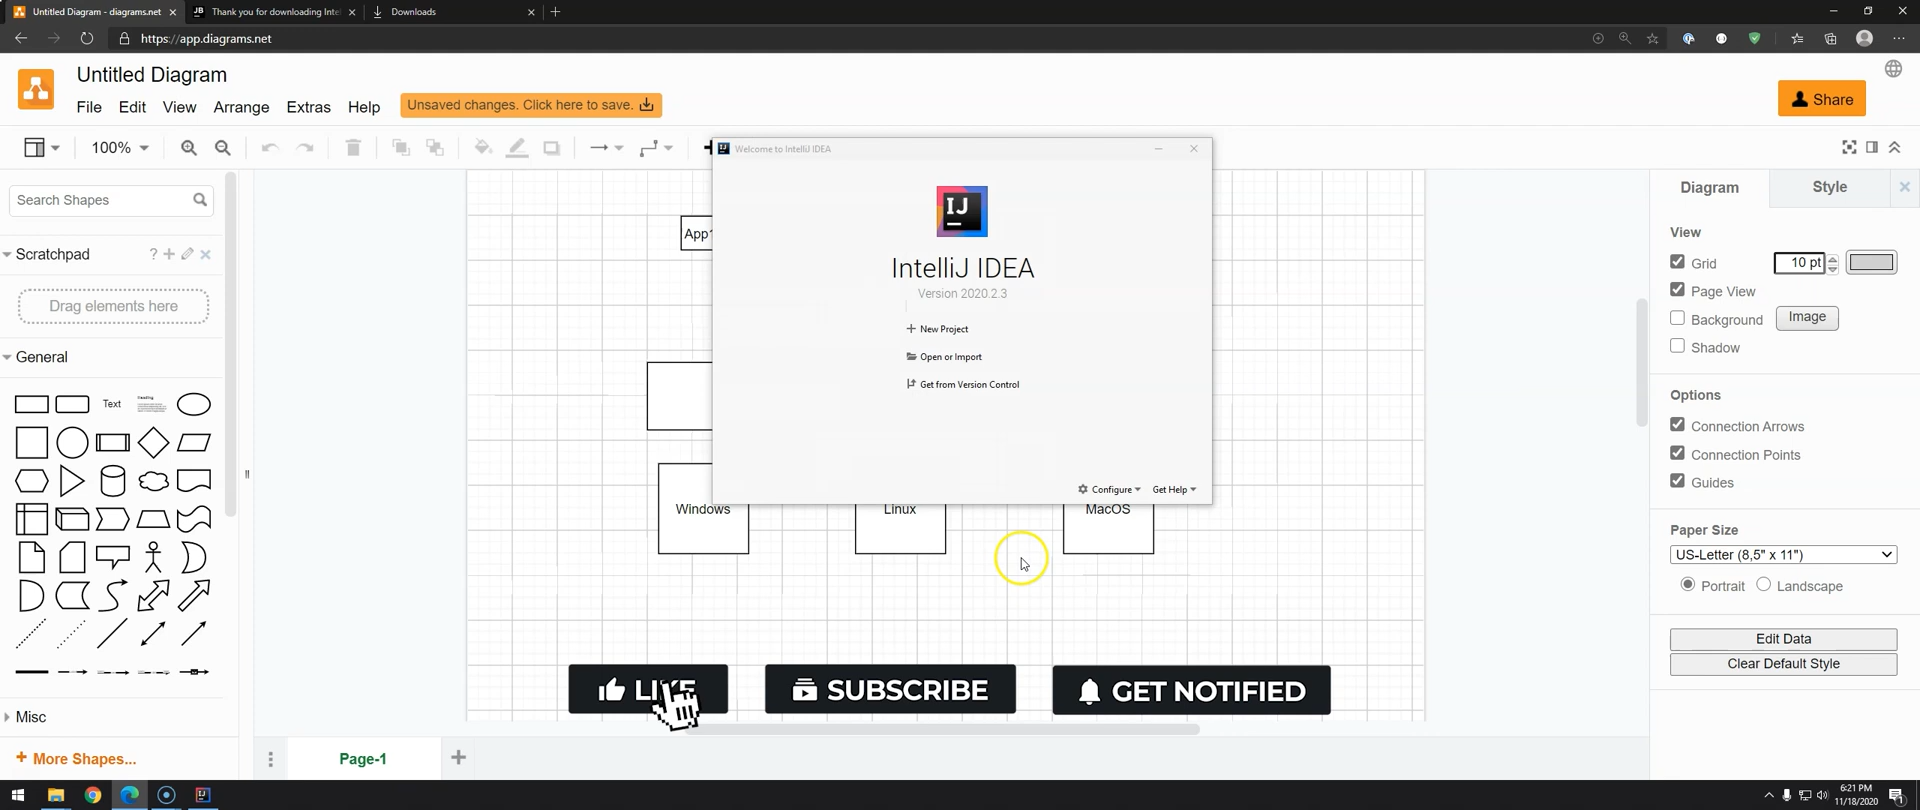 Untitled Diagram - diagrams.net
Thank you for downloading Inte
Downloads
https://app.diagrams.net
Untitled Diagram
File Edit View Arrange Extras Help
Unsaved changes. Click here to save.
Share
100%
Welcome to IntelliJ IDEA
Search Shapes
Diagram
Style
View
Scratchpad
?
App1
IJ
Grid
10 pt
IntelliJ IDEA
Page View
Version 2020.2.3
Drag elements here
Background
Image
New Project
Shadow
General
Open or Import
Get from Version Control
Options
Text
Heading
Connection Arrows
Connection Points
Guides
Configure
Get Help
Windows
Linux
MacOS
Paper Size
US-Letter (8,5" x 11")
Portrait
Landscape
Edit Data
Clear Default Style
LIKE
SUBSCRIBE
GET NOTIFIED
Misc
+ More Shapes...
Page-1
6:21 PM
11/18/2020